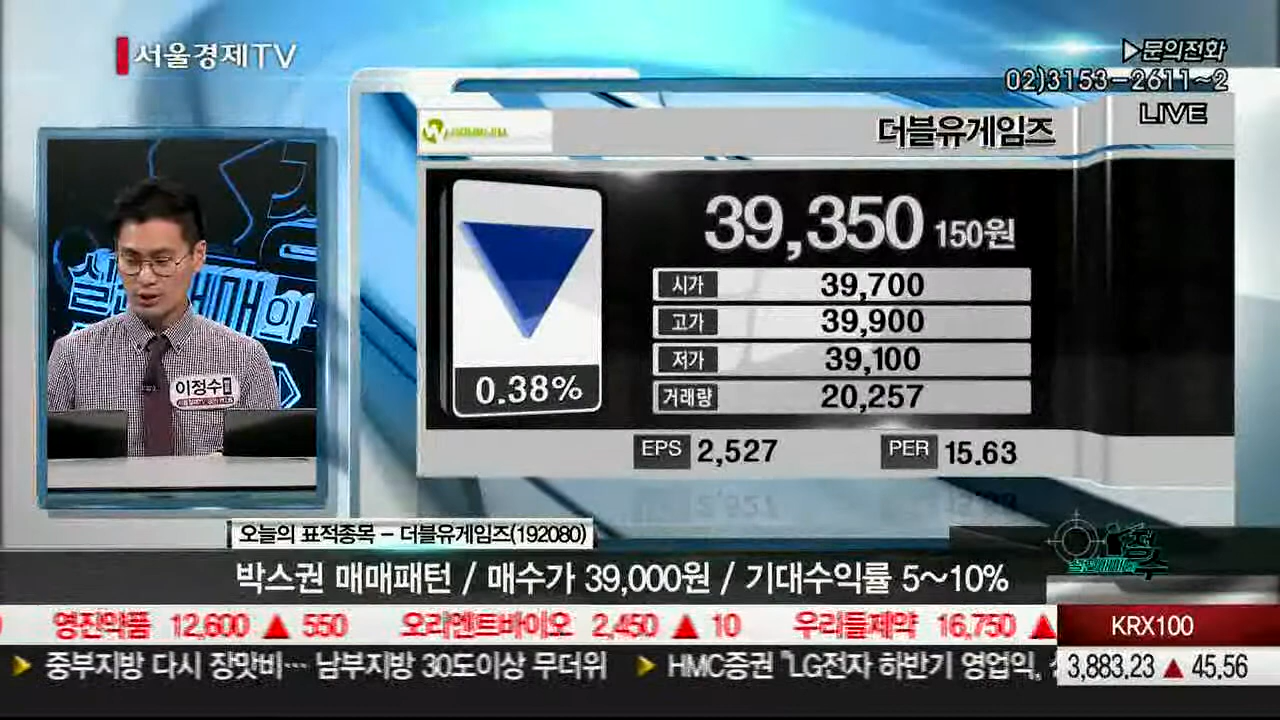 서울경제TV
▶문의전화
02)3153-2611~2
LIVE
더블유게임즈
39,350 150원
0.38%
시가 39,700
고가 39,900
저가 39,100
거래량 20,257
EPS 2,527
PER 15.63
매매의
이정수
오늘의 표적종목 - 더블유게임즈(192080)
박스권 매매패턴 / 매수가 39,000원 / 기대수익률 5~10%
영진약품 12,600 ▲ 550 오리엔트바이오 2,450 ▲ 10 우리들제약 16,750 ▲
KRX100
중부지방 다시 장맛비… 남부지방 30도이상 무더위
HMC증권 "LG전자 하반기 영업익,
3,883.23 ▲ 45.56